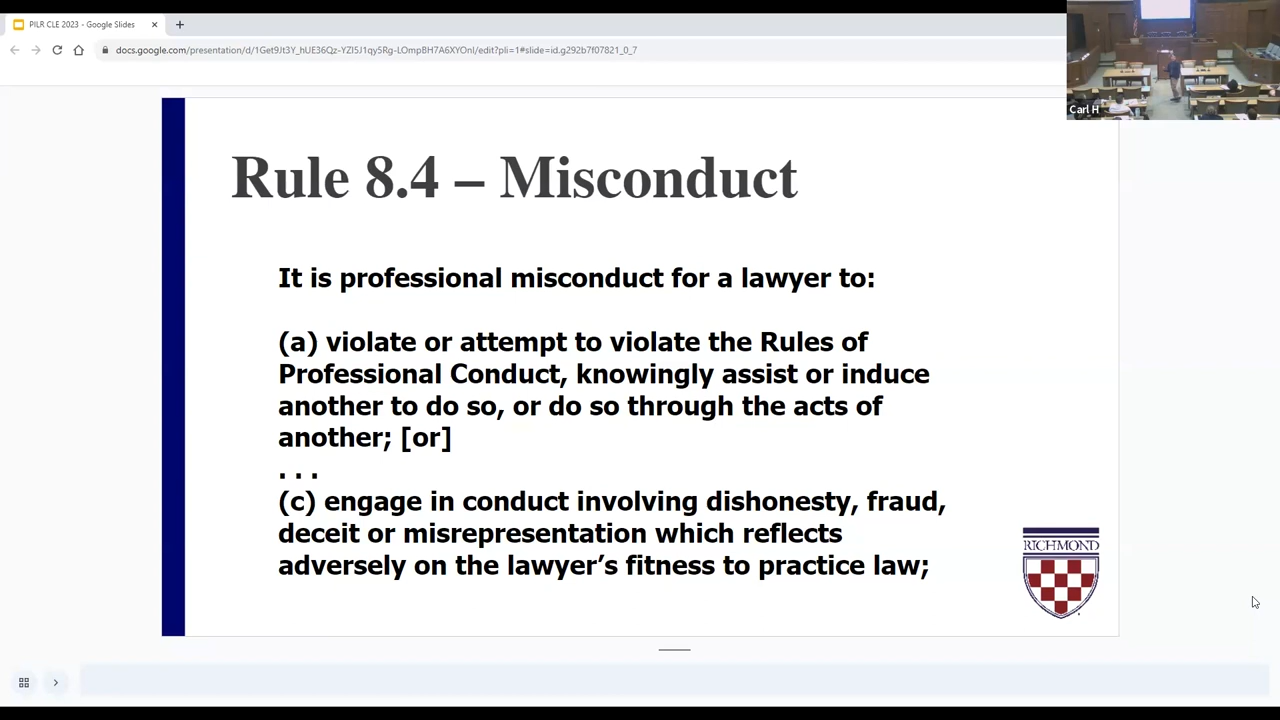 PILR CLE 2023 - Google Slides
docs.google.com/presentation/d/1Get9Jt3Y_hUE36Qz-YZI5J1qy5Rg-LOmpBH7A6XYOnI/edit?pli=1#slide=id.g292b7f07821_0_7
Carl H
Rule 8.4 – Misconduct
It is professional misconduct for a lawyer to:
(a) violate or attempt to violate the Rules of
Professional Conduct, knowingly assist or induce
another to do so, or do so through the acts of
another; [or]
. . .
(c) engage in conduct involving dishonesty, fraud,
deceit or misrepresentation which reflects
adversely on the lawyer’s fitness to practice law;
RICHMOND